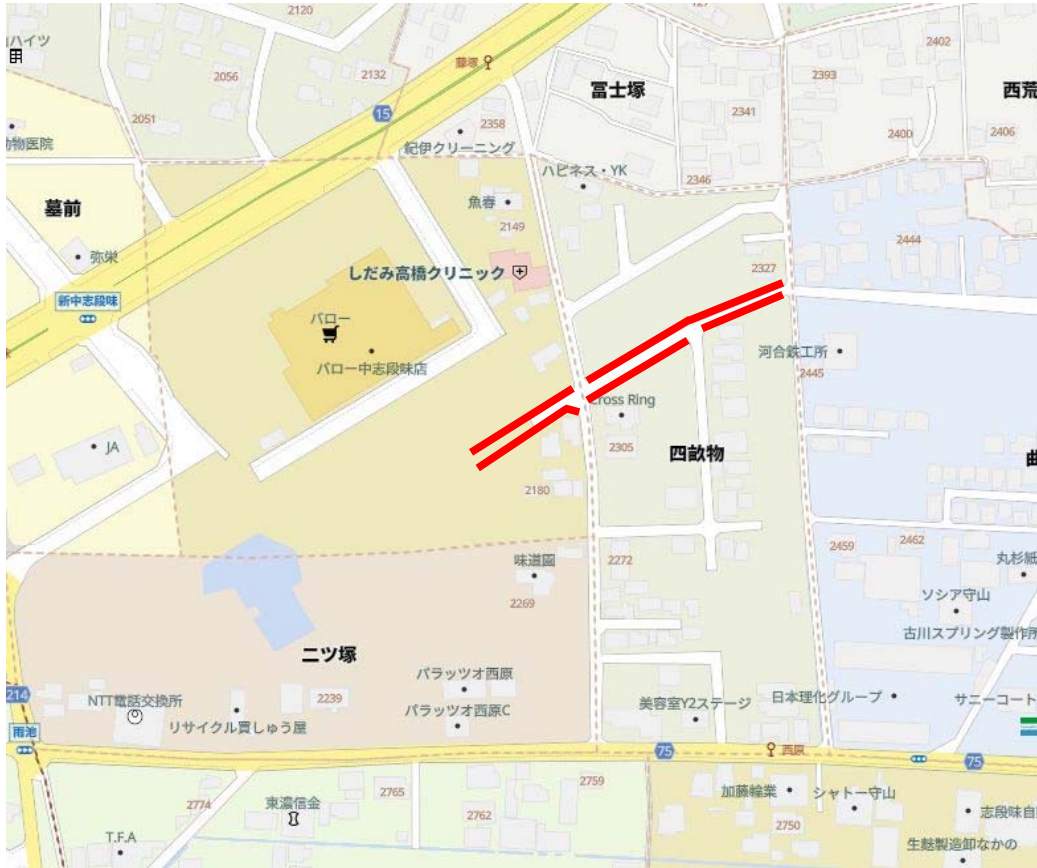 2120
2402
ハイツ
2056
藤塚
2132
冨士塚
2393
西荒
2341
15
2358
2051
2400
2406
動物医院
紀伊クリーニング
ハピネス・YK
2346
墓前
魚春
2149
2444
弥栄
しだみ高橋クリニック
2327
新中志段味
バロー
河合鉄工所
バロー中志段味店
2445
Cross Ring
JA
2305
四畝物
曲
2180
2459
2462
味道園
2272
丸杉紙
2269
ソシア守山
古川スプリング製作所
二ツ塚
パラッツオ西原
214
NTT電話交換所
2239
美容室Y2ステージ
日本理化グループ
サニーコート
リサイクル買しゅう屋
パラッツオ西原C
雨池
75
西原
75
2759
2765
加藤輪業
シャトー守山
2774
東濃信金
2762
2750
志段味自
T.F.A
生麩製造卸なかの